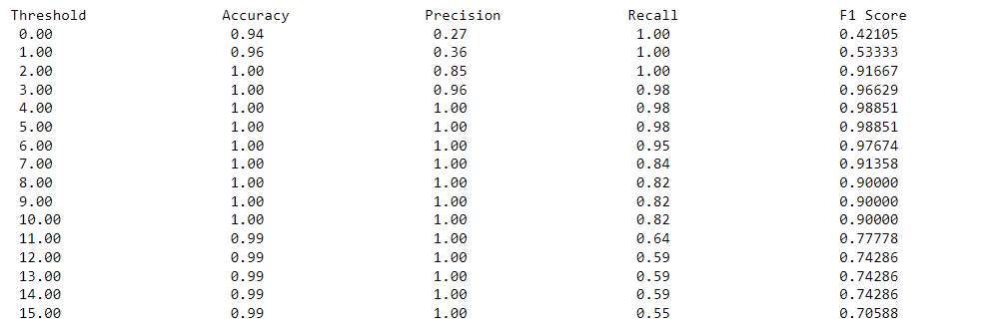 Threshold Accuracy Precision Recall F1 Score
0.00 0.94 0.27 1.00 0.42105
1.00 0.96 0.36 1.00 0.53333
2.00 1.00 0.85 1.00 0.91667
3.00 1.00 0.96 0.98 0.96629
4.00 1.00 1.00 0.98 0.98851
5.00 1.00 1.00 0.98 0.98851
6.00 1.00 1.00 0.95 0.97674
7.00 1.00 1.00 0.84 0.91358
8.00 1.00 1.00 0.82 0.90000
9.00 1.00 1.00 0.82 0.90000
10.00 1.00 1.00 0.82 0.90000
11.00 0.99 1.00 0.64 0.77778
12.00 0.99 1.00 0.59 0.74286
13.00 0.99 1.00 0.59 0.74286
14.00 0.99 1.00 0.59 0.74286
15.00 0.99 1.00 0.55 0.70588